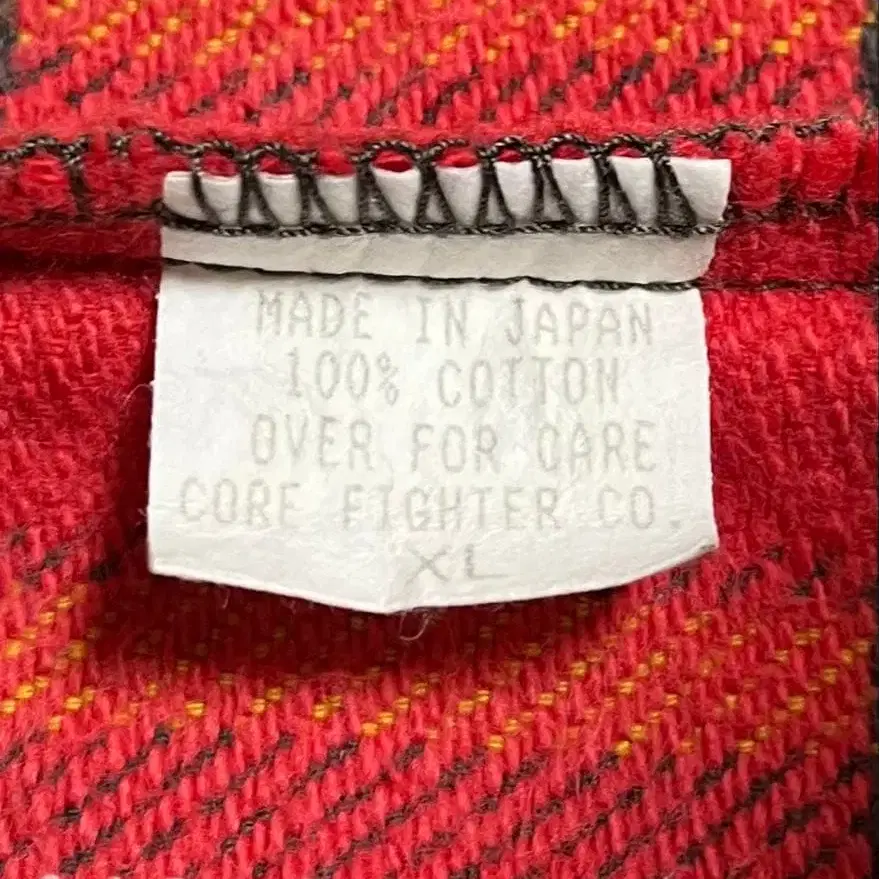 MADE IN JAPAN
100% COTTON
OVER FOR CARE
CORE FIGHTER CO.
XL